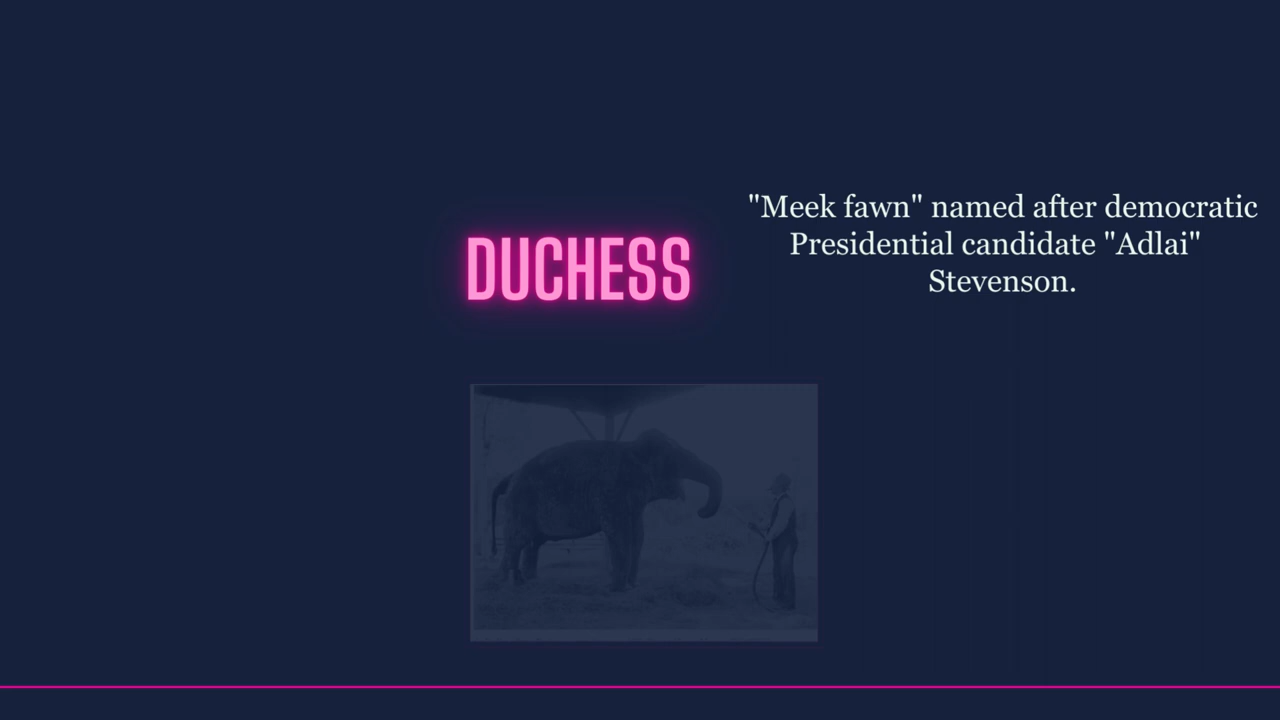 "Meek fawn" named after democratic
Presidential candidate "Adlai"
Stevenson.
DUCHESS